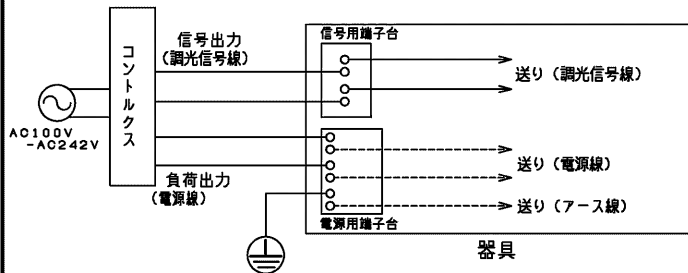 信号用端子台
信号出力
(調光信号線)
送り(調光信号線)
コントルクス
AC100V
-AC242V
送り(電源線)
負荷出力
(電源線)
送り(アース線)
電源用端子台
器具